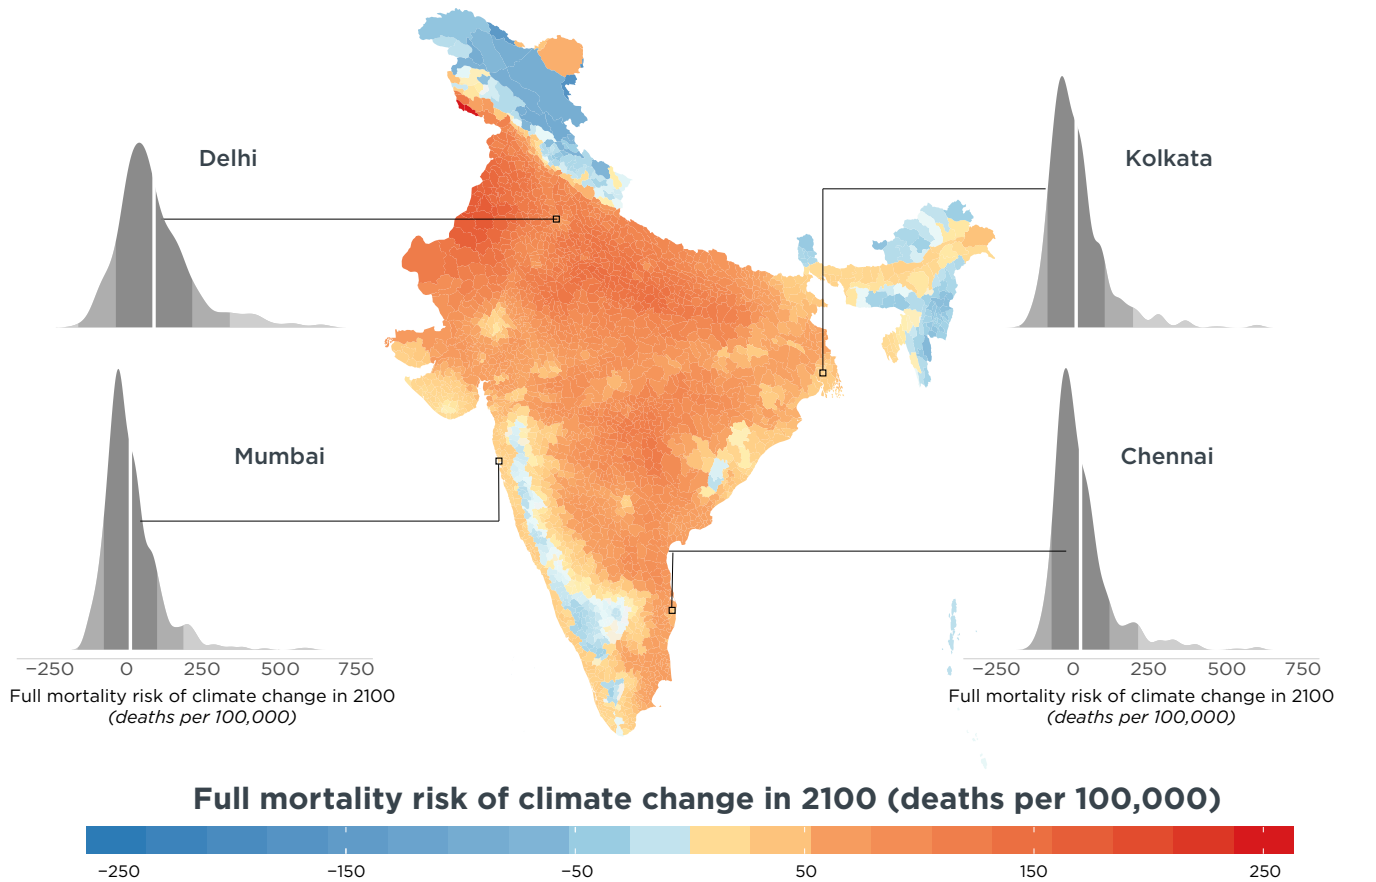 Delhi
Kolkata
Mumbai
Chennai
−250 0 250 500 750
Full mortality risk of climate change in 2100
(deaths per 100,000)
−250 0 250 500 750
Full mortality risk of climate change in 2100
(deaths per 100,000)
Full mortality risk of climate change in 2100 (deaths per 100,000)
−250 −150 −50 50 150 250